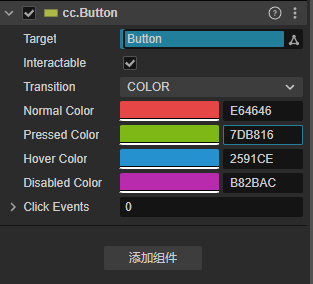 cc.Button
Target Button
Interactable
Transition COLOR
Normal Color E64646
Pressed Color 7DB816
Hover Color 2591CE
Disabled Color B82BAC
Click Events 0
添加组件